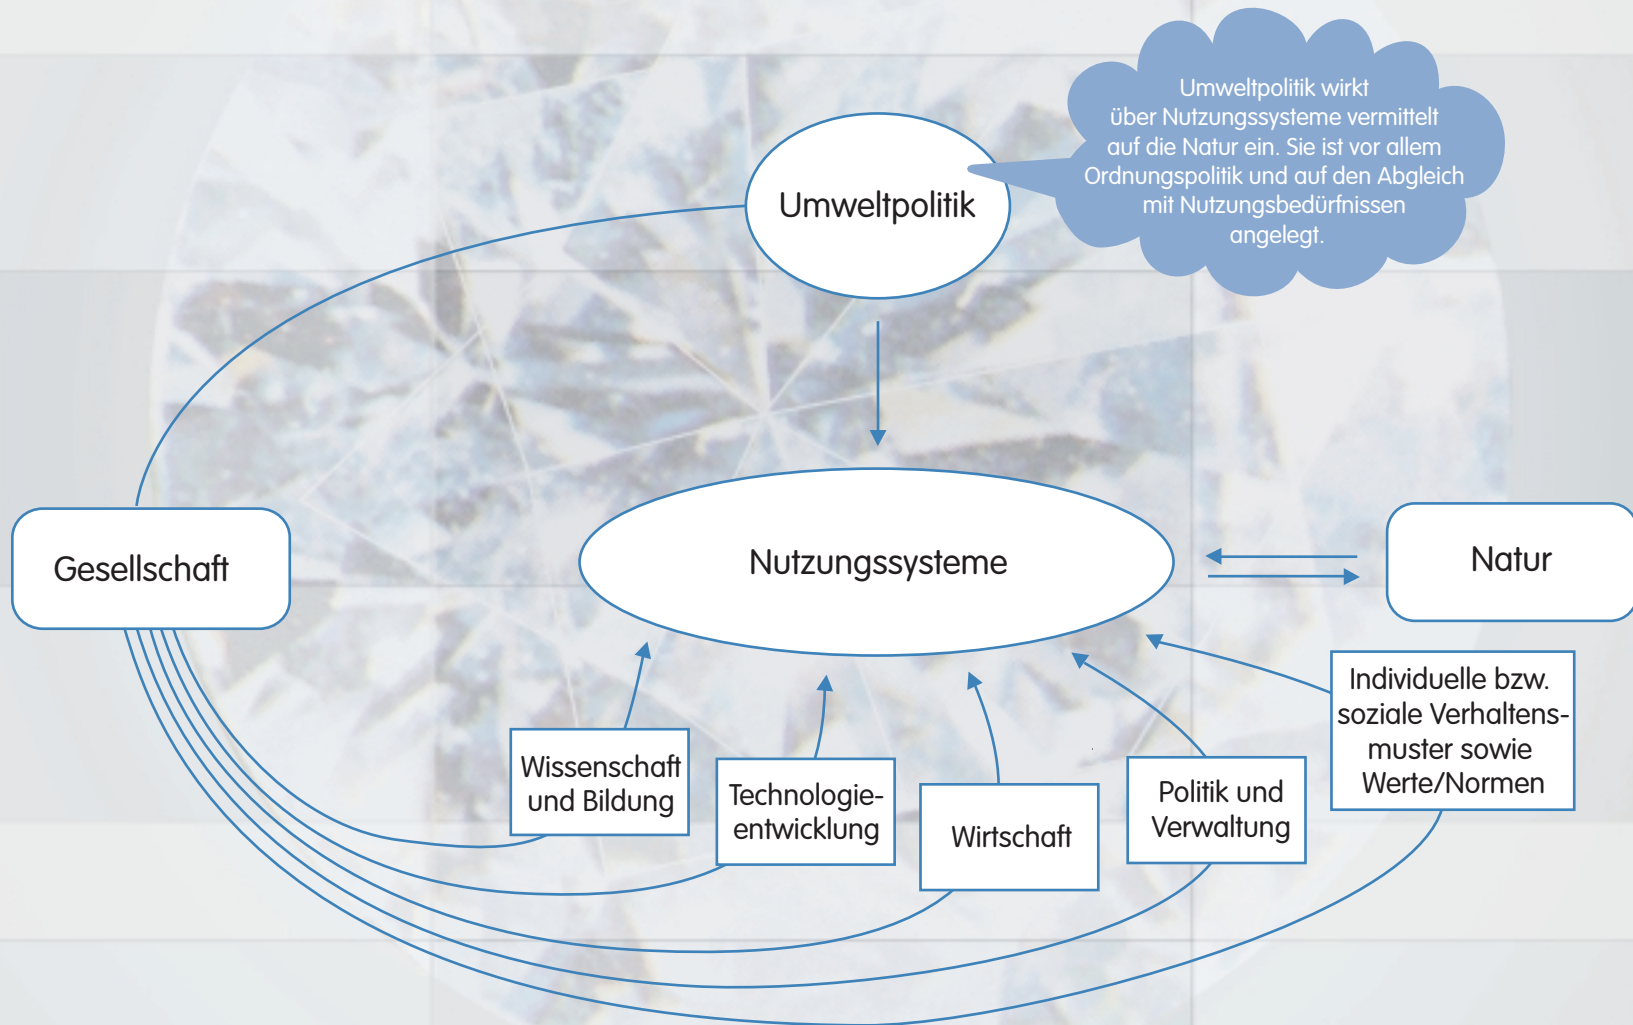 Umweltpolitik wirkt
über Nutzungssysteme vermittelt
auf die Natur ein. Sie ist vor allem
Ordnungspolitik und auf den Abgleich
mit Nutzungsbedürfnissen
angelegt.
Umweltpolitik
Gesellschaft
Nutzungssysteme
Natur
Wissenschaft
und Bildung
Technologie-
entwicklung
Wirtschaft
Politik und
Verwaltung
Individuelle bzw.
soziale Verhaltens-
muster sowie
Werte/Normen